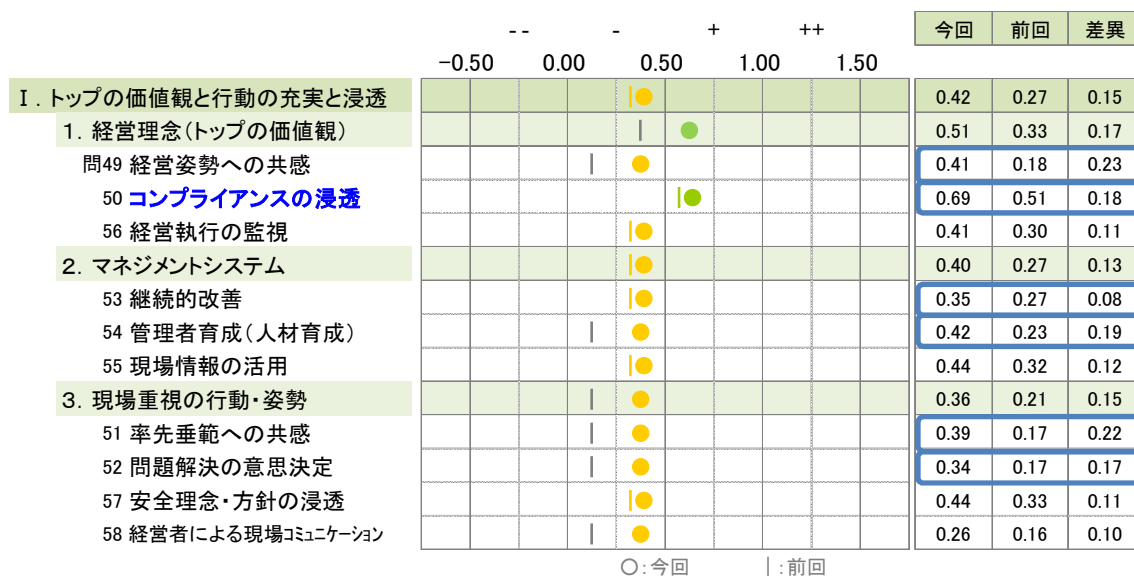 -- - + ++ 今回 前回 差異
-0.50 0.00 0.50 1.00 1.50
Ⅰ．トップの価値観と行動の充実と浸透 0.42 0.27 0.15
1．経営理念(トップの価値観) 0.51 0.33 0.17
問49 経営姿勢への共感 0.41 0.18 0.23
50 コンプライアンスの浸透 0.69 0.51 0.18
56 経営執行の監視 0.41 0.30 0.11
2．マネジメントシステム 0.40 0.27 0.13
53 継続的改善 0.35 0.27 0.08
54 管理者育成(人材育成) 0.42 0.23 0.19
55 現場情報の活用 0.44 0.32 0.12
3．現場重視の行動・姿勢 0.36 0.21 0.15
51 率先垂範への共感 0.39 0.17 0.22
52 問題解決の意思決定 0.34 0.17 0.17
57 安全理念・方針の浸透 0.44 0.33 0.11
58 経営者による現場コミュニケーション 0.26 0.16 0.10
○:今回 |:前回